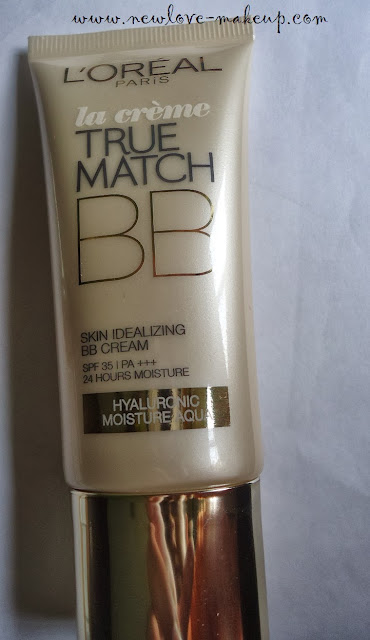 www.newlove-makeup.com
L'ORÉAL
PARIS
la crème
TRUE
MATCH
BB
SKIN IDEALIZING
BB CREAM
SPF 35 | PA +++
24 HOURS MOISTURE
HYALURONIC
MOISTURE AQUA